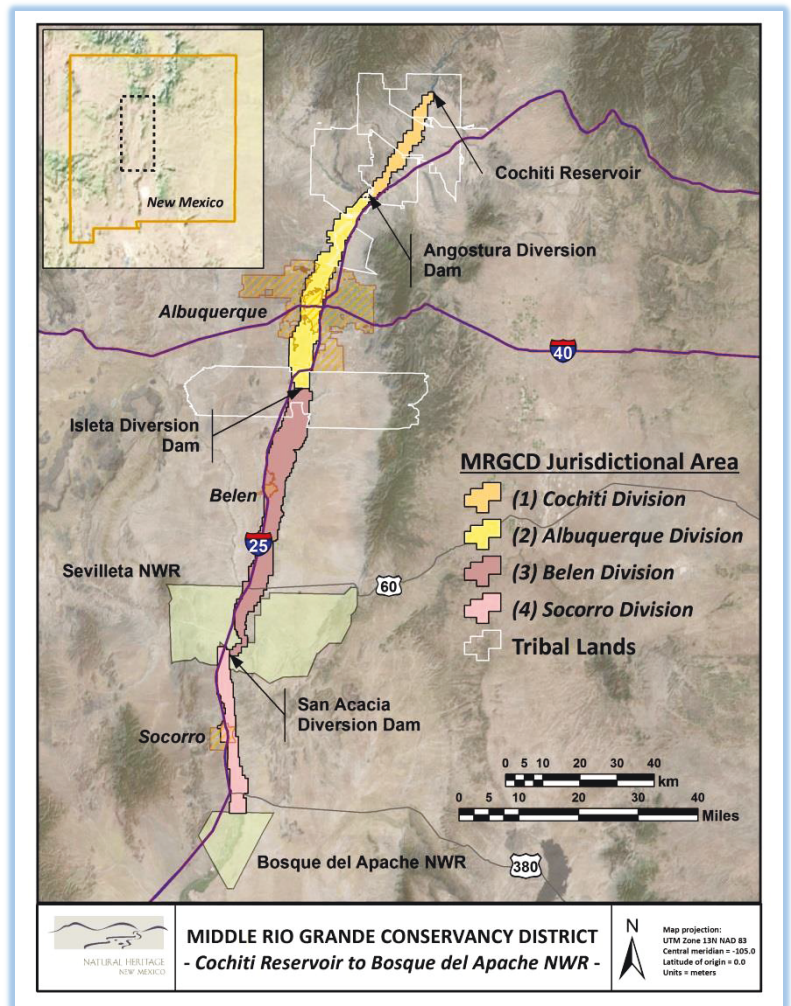 New Mexico
Cochiti Reservoir
Angostura Diversion
Dam
Albuquerque
40
Isleta Diversion
Dam
MRGCD Jurisdictional Area
(1) Cochiti Division
(2) Albuquerque Division
(3) Belen Division
(4) Socorro Division
Tribal Lands
Belen
25
Sevilleta NWR
60
San Acacia
Diversion Dam
Socorro
0 5 10 20 30 40
km
0 5 10 20 30 40
Miles
Bosque del Apache NWR
380
NATURAL HERITAGE
NEW MEXICO
MIDDLE RIO GRANDE CONSERVANCY DISTRICT
- Cochiti Reservoir to Bosque del Apache NWR -
N
Map projection:
UTM Zone 13N NAD 83
Central meridian = -105.0
Latitude of origin = 0.0
Units = meters